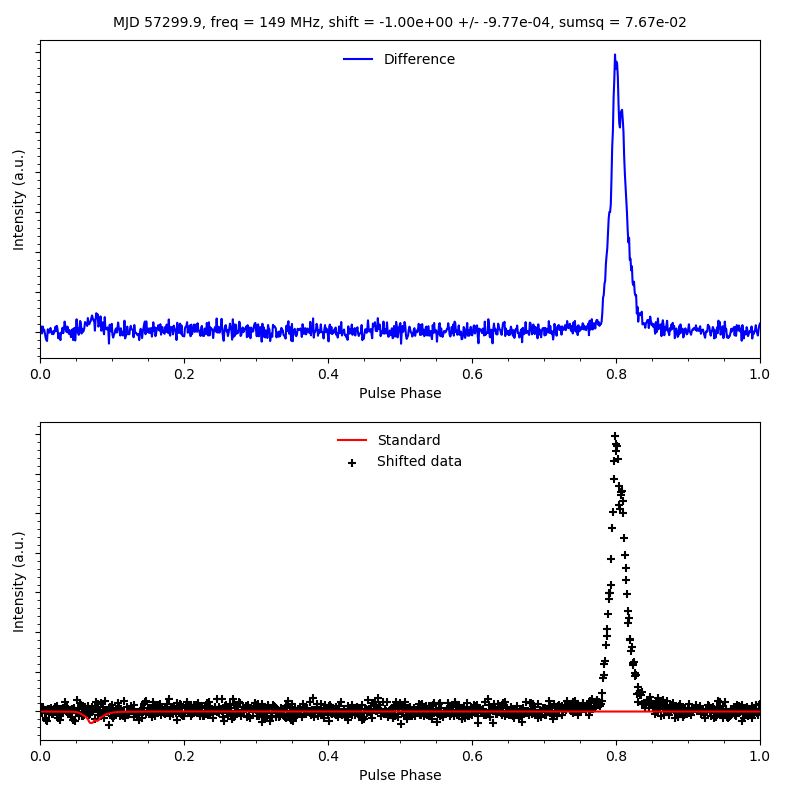 MJD 57299.9, freq = 149 MHz, shift = -1.00e+00 +/- -9.77e-04, sumsq = 7.67e-02
Difference
Intensity (a.u.)
0.0 0.2 0.4 0.6 0.8 1.0
Pulse Phase
Standard
Shifted data
Intensity (a.u.)
0.0 0.2 0.4 0.6 0.8 1.0
Pulse Phase